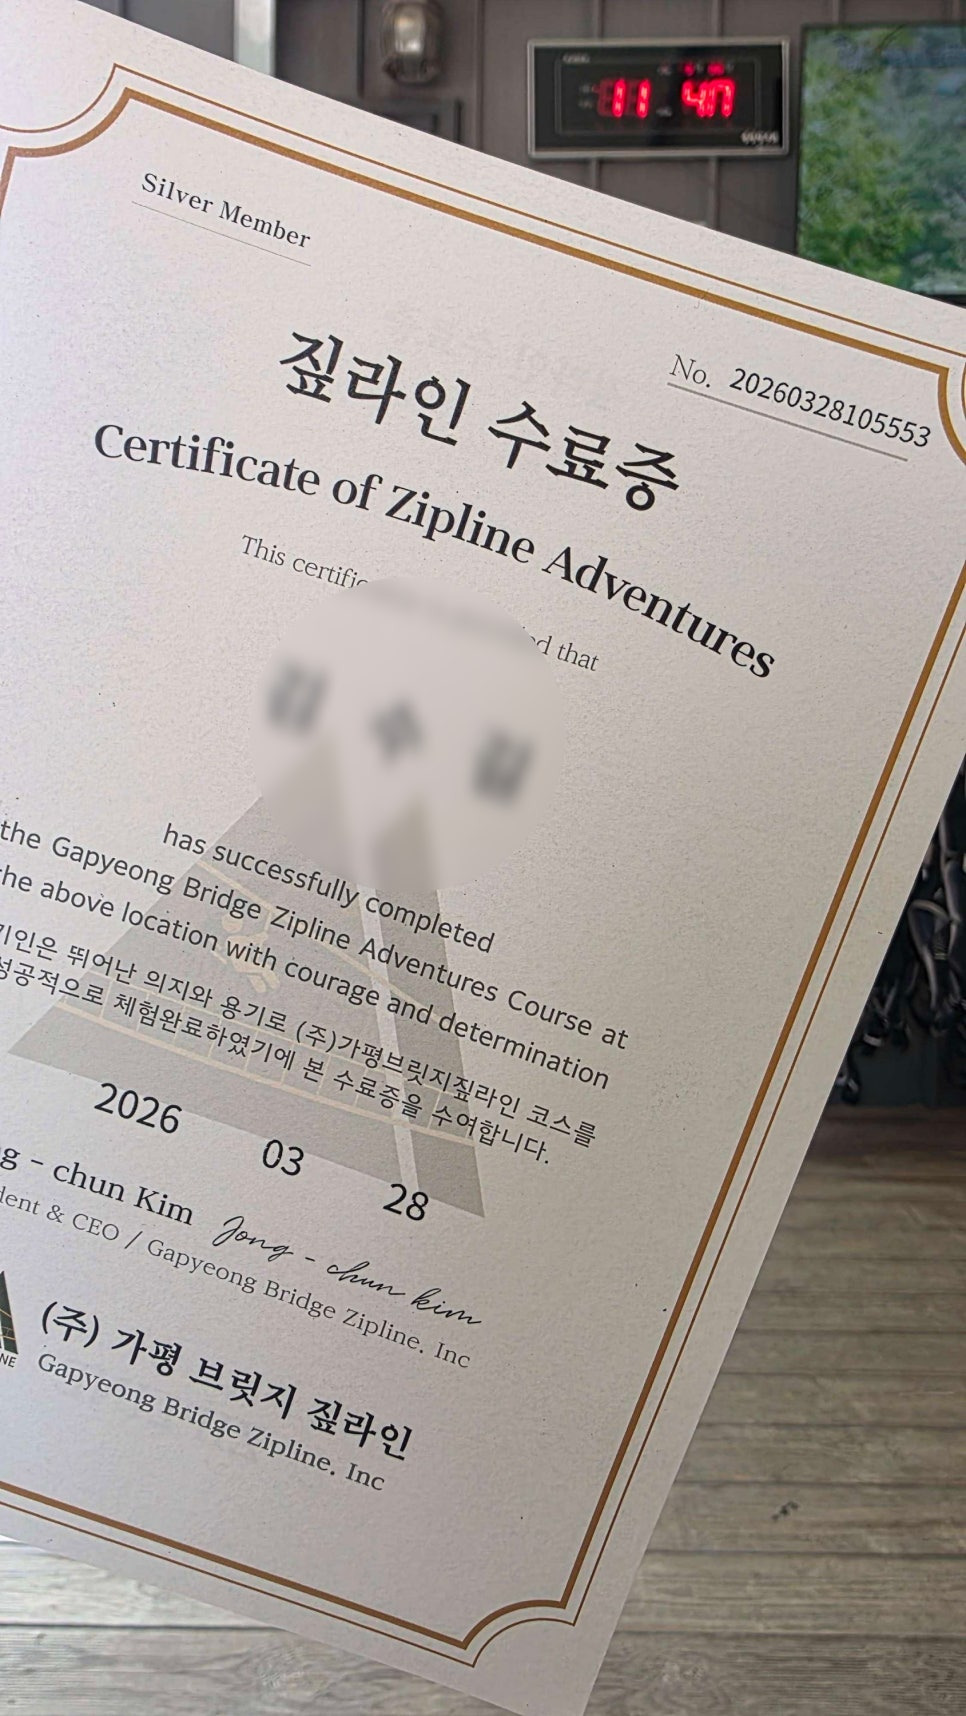 11 47
Silver Member
No. 20260328105553
짚라인 수료증
Certificate of Zipline Adventures
This that
has successfully completed
the Gapyeong Bridge Zipline Adventures Course at
the above location with courage and determination
기인은 뛰어난 의지와 용기로 (주)가평브릿지짚라인 코스를
성공적으로 체험완료하였기에 본 수료증을 수여합니다.
2026 03 28
g - chun Kim Jong - chun kim
dent & CEO / Gapyeong Bridge Zipline. Inc
(주) 가평 브릿지 짚라인
Gapyeong Bridge Zipline. Inc